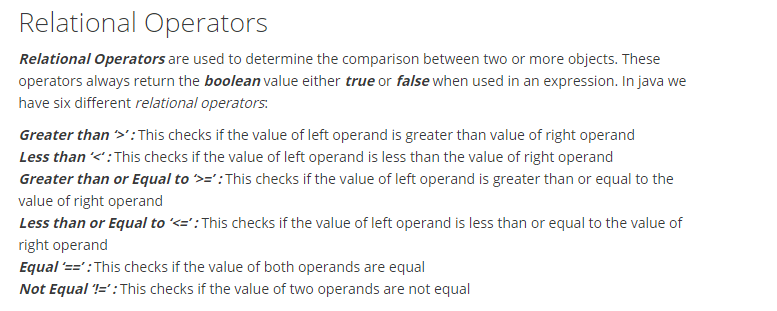 Relational Operators
Relational Operators are used to determine the comparison between two or more objects. These
operators always return the boolean value either true or false when used in an expression. In java we
have six different relational operators:
Greater than ‘>’ : This checks if the value of left operand is greater than value of right operand
Less than ‘<‘ : This checks if the value of left operand is less than the value of right operand
Greater than or Equal to ‘>=’ : This checks if the value of left operand is greater than or equal to the
value of right operand
Less than or Equal to ‘<=’ : This checks if the value of left operand is less than or equal to the value of
right operand
Equal ‘==’ : This checks if the value of both operands are equal
Not Equal ‘!=’ : This checks if the value of two operands are not equal